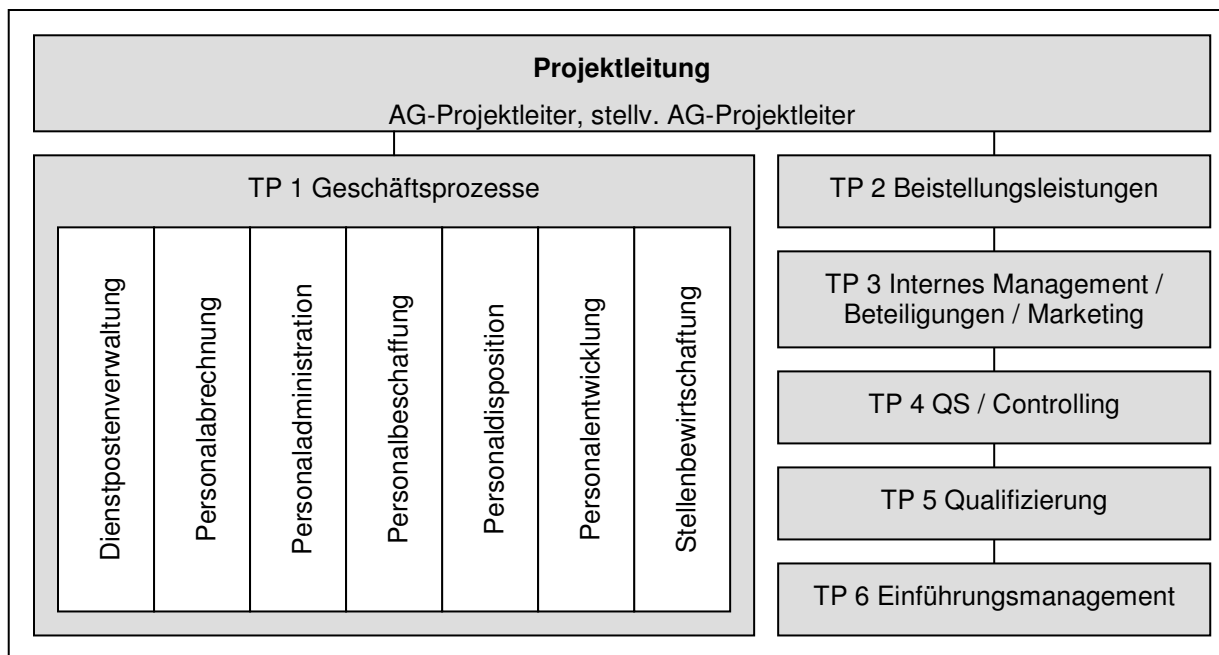 Projektleitung
AG-Projektleiter, stellv. AG-Projektleiter
TP 1 Geschäftsprozesse
Dienstpostenverwaltung
Personalabrechnung
Personaladministration
Personalbeschaffung
Personaldisposition
Personalentwicklung
Stellenbewirtschaftung
TP 2 Beistellungsleistungen
TP 3 Internes Management /
Beteiligungen / Marketing
TP 4 QS / Controlling
TP 5 Qualifizierung
TP 6 Einführungsmanagement